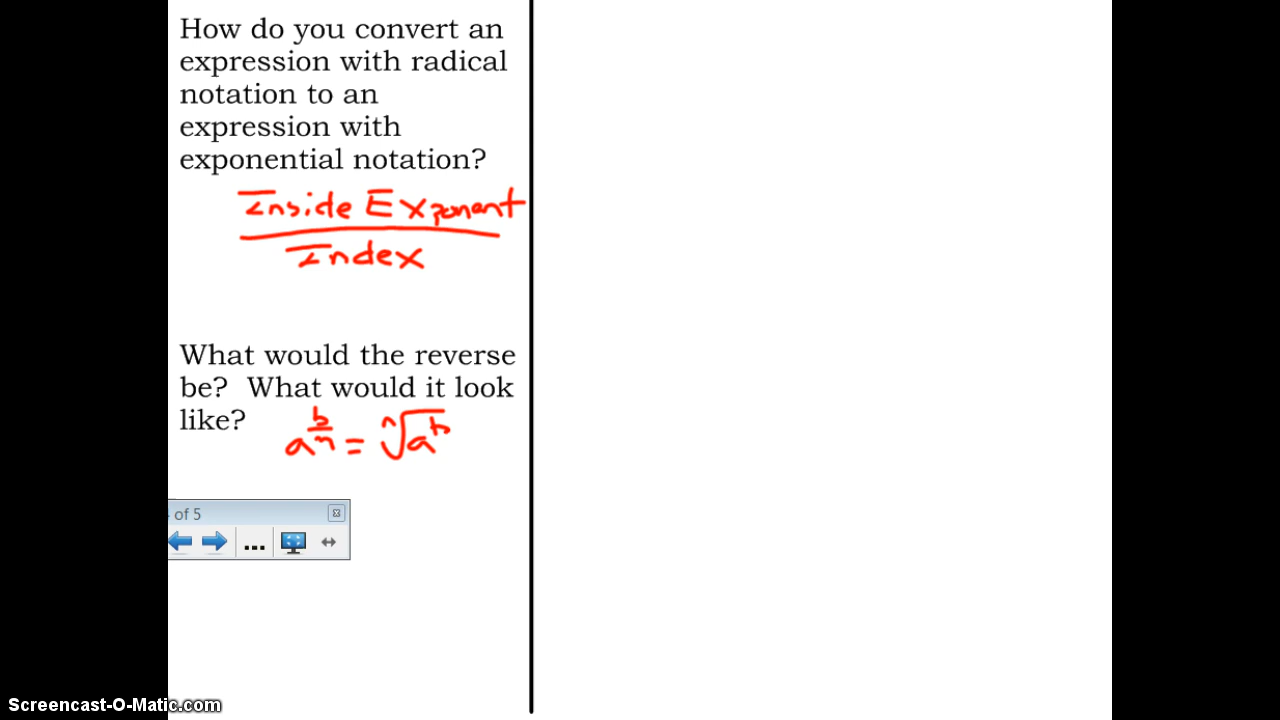 How do you convert an
expression with radical
notation to an
expression with
exponential notation?
Inside Exponent
Index
What would the reverse
be? What would it look
like?
a^(b/n) = ⁿ√(a^b)
of 5
...
Screencast-O-Matic.com